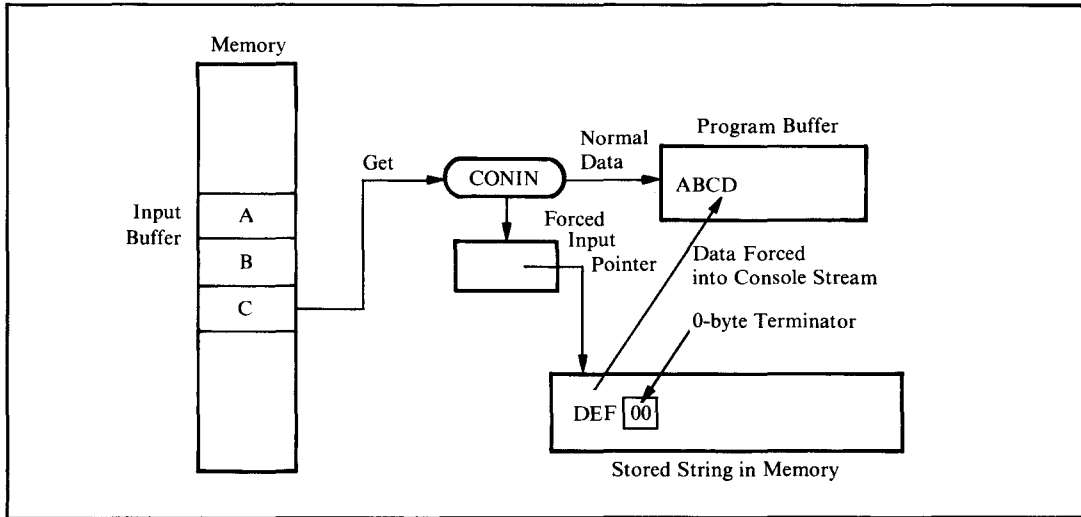 Memory
Input
Buffer
A
B
C
Get
CONIN
Normal
Data
Program Buffer
ABCD
Forced
Input
Pointer
Data Forced
into Console Stream
0-byte Terminator
DEF 00
Stored String in Memory